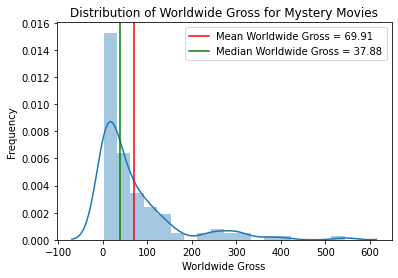 Distribution of Worldwide Gross for Mystery Movies
Mean Worldwide Gross = 69.91
Median Worldwide Gross = 37.88
Frequency
0.016
0.014
0.012
0.010
0.008
0.006
0.004
0.002
0.000
−100 0 100 200 300 400 500 600
Worldwide Gross